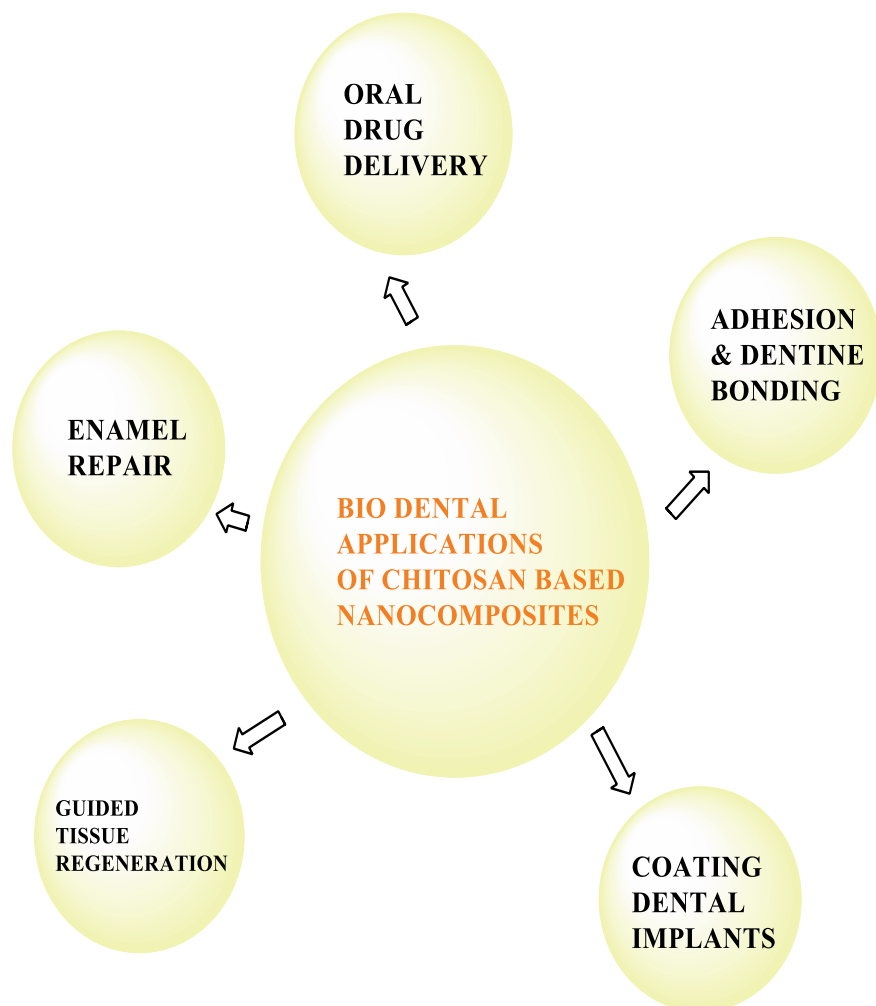 ORAL
DRUG
DELIVERY
ADHESION
& DENTINE
BONDING
ENAMEL
REPAIR
BIO DENTAL
APPLICATIONS
OF CHITOSAN BASED
NANOCOMPOSITES
GUIDED
TISSUE
REGENERATION
COATING
DENTAL
IMPLANTS